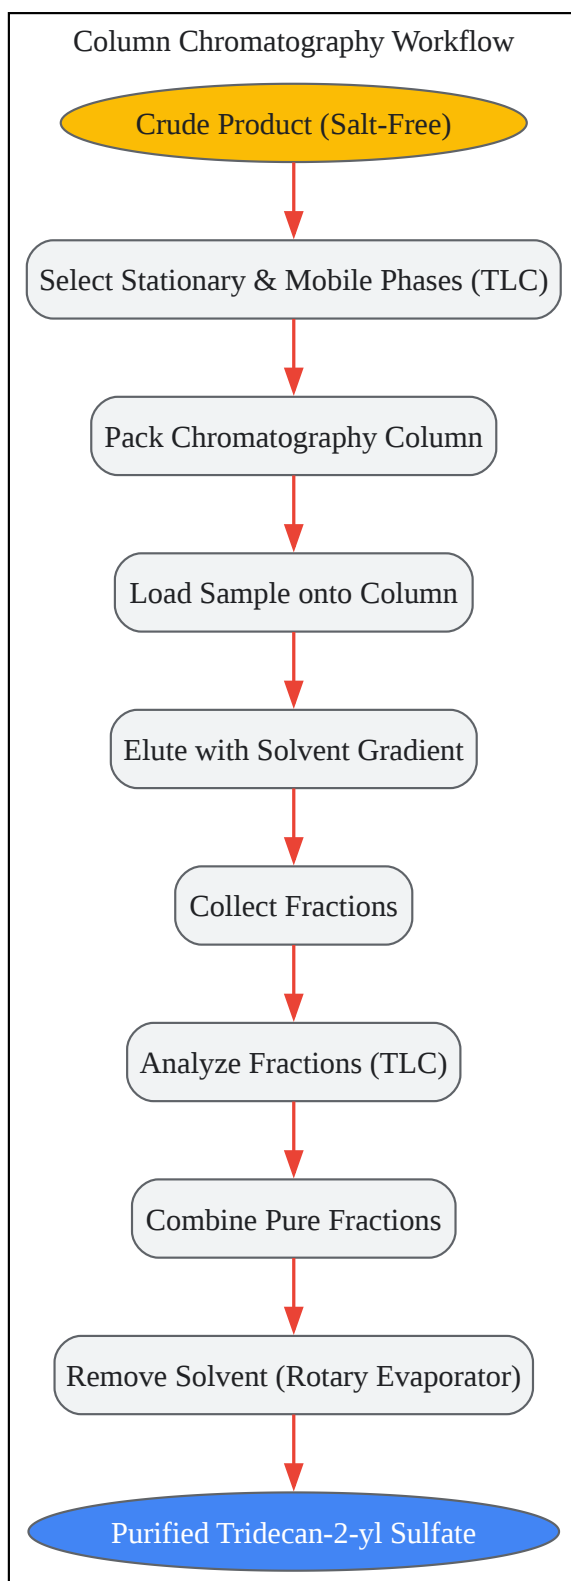 Column Chromatography Workflow
Crude Product (Salt-Free)
Select Stationary & Mobile Phases (TLC)
Pack Chromatography Column
Load Sample onto Column
Elute with Solvent Gradient
Collect Fractions
Analyze Fractions (TLC)
Combine Pure Fractions
Remove Solvent (Rotary Evaporator)
Purified Tridecan-2-yl Sulfate